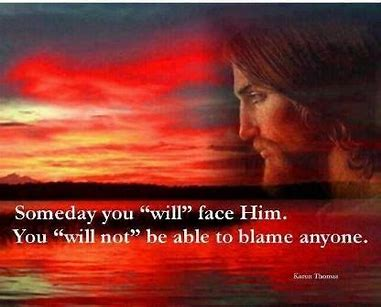 Someday you “will” face Him.
You “will not” be able to blame anyone.
Karen Thomas